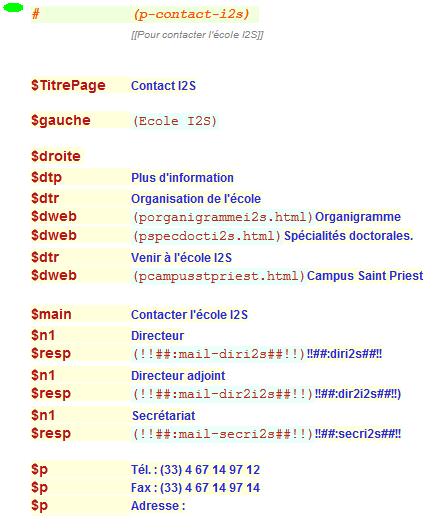 # (p-contact-i2s)
[[Pour contacter l'école I2S]]
$TitrePage Contact I2S
$gauche (Ecole I2S)
$droite
$dtp Plus d'information
$dtr Organisation de l'école
$dweb (porganigrammei2s.html)Organigramme
$dweb (pspecdocti2s.html)Spécialités doctorales.
$dtr Venir à l'école I2S
$dweb (pcampusstpriest.html)Campus Saint Priest
$main Contacter l'école I2S
$n1 Directeur
$resp (!!##:mail-diri2s##!!)!!##:diri2s##!!
$n1 Directeur adjoint
$resp (!!##:mail-dir2i2s##!!)!!##:dir2i2s##!!)
$n1 Secrétariat
$resp (!!##:mail-secri2s##!!)!!##:secri2s##!!
$p Tél. : (33) 4 67 14 97 12
$p Fax : (33) 4 67 14 97 14
$p Adresse :